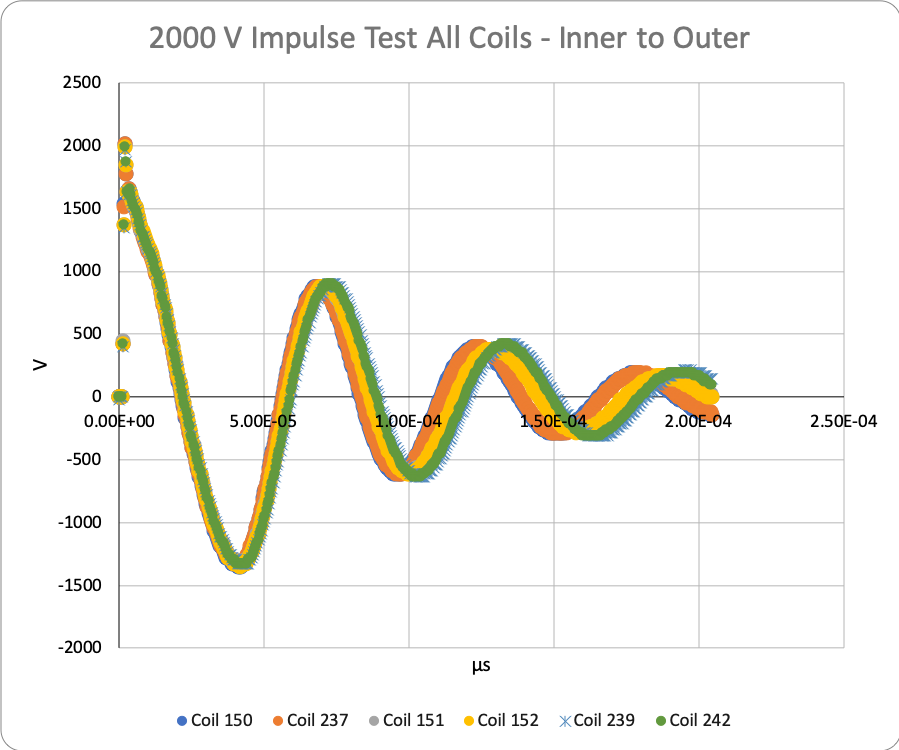 2000 V Impulse Test All Coils - Inner to Outer
2500
2000
1500
1000
500
0
-500
-1000
-1500
-2000
V
0.00E+00 5.00E-05 1.00E-04 1.50E-04 2.00E-04 2.50E-04
µs
Coil 150 Coil 237 Coil 151 Coil 152 Coil 239 Coil 242